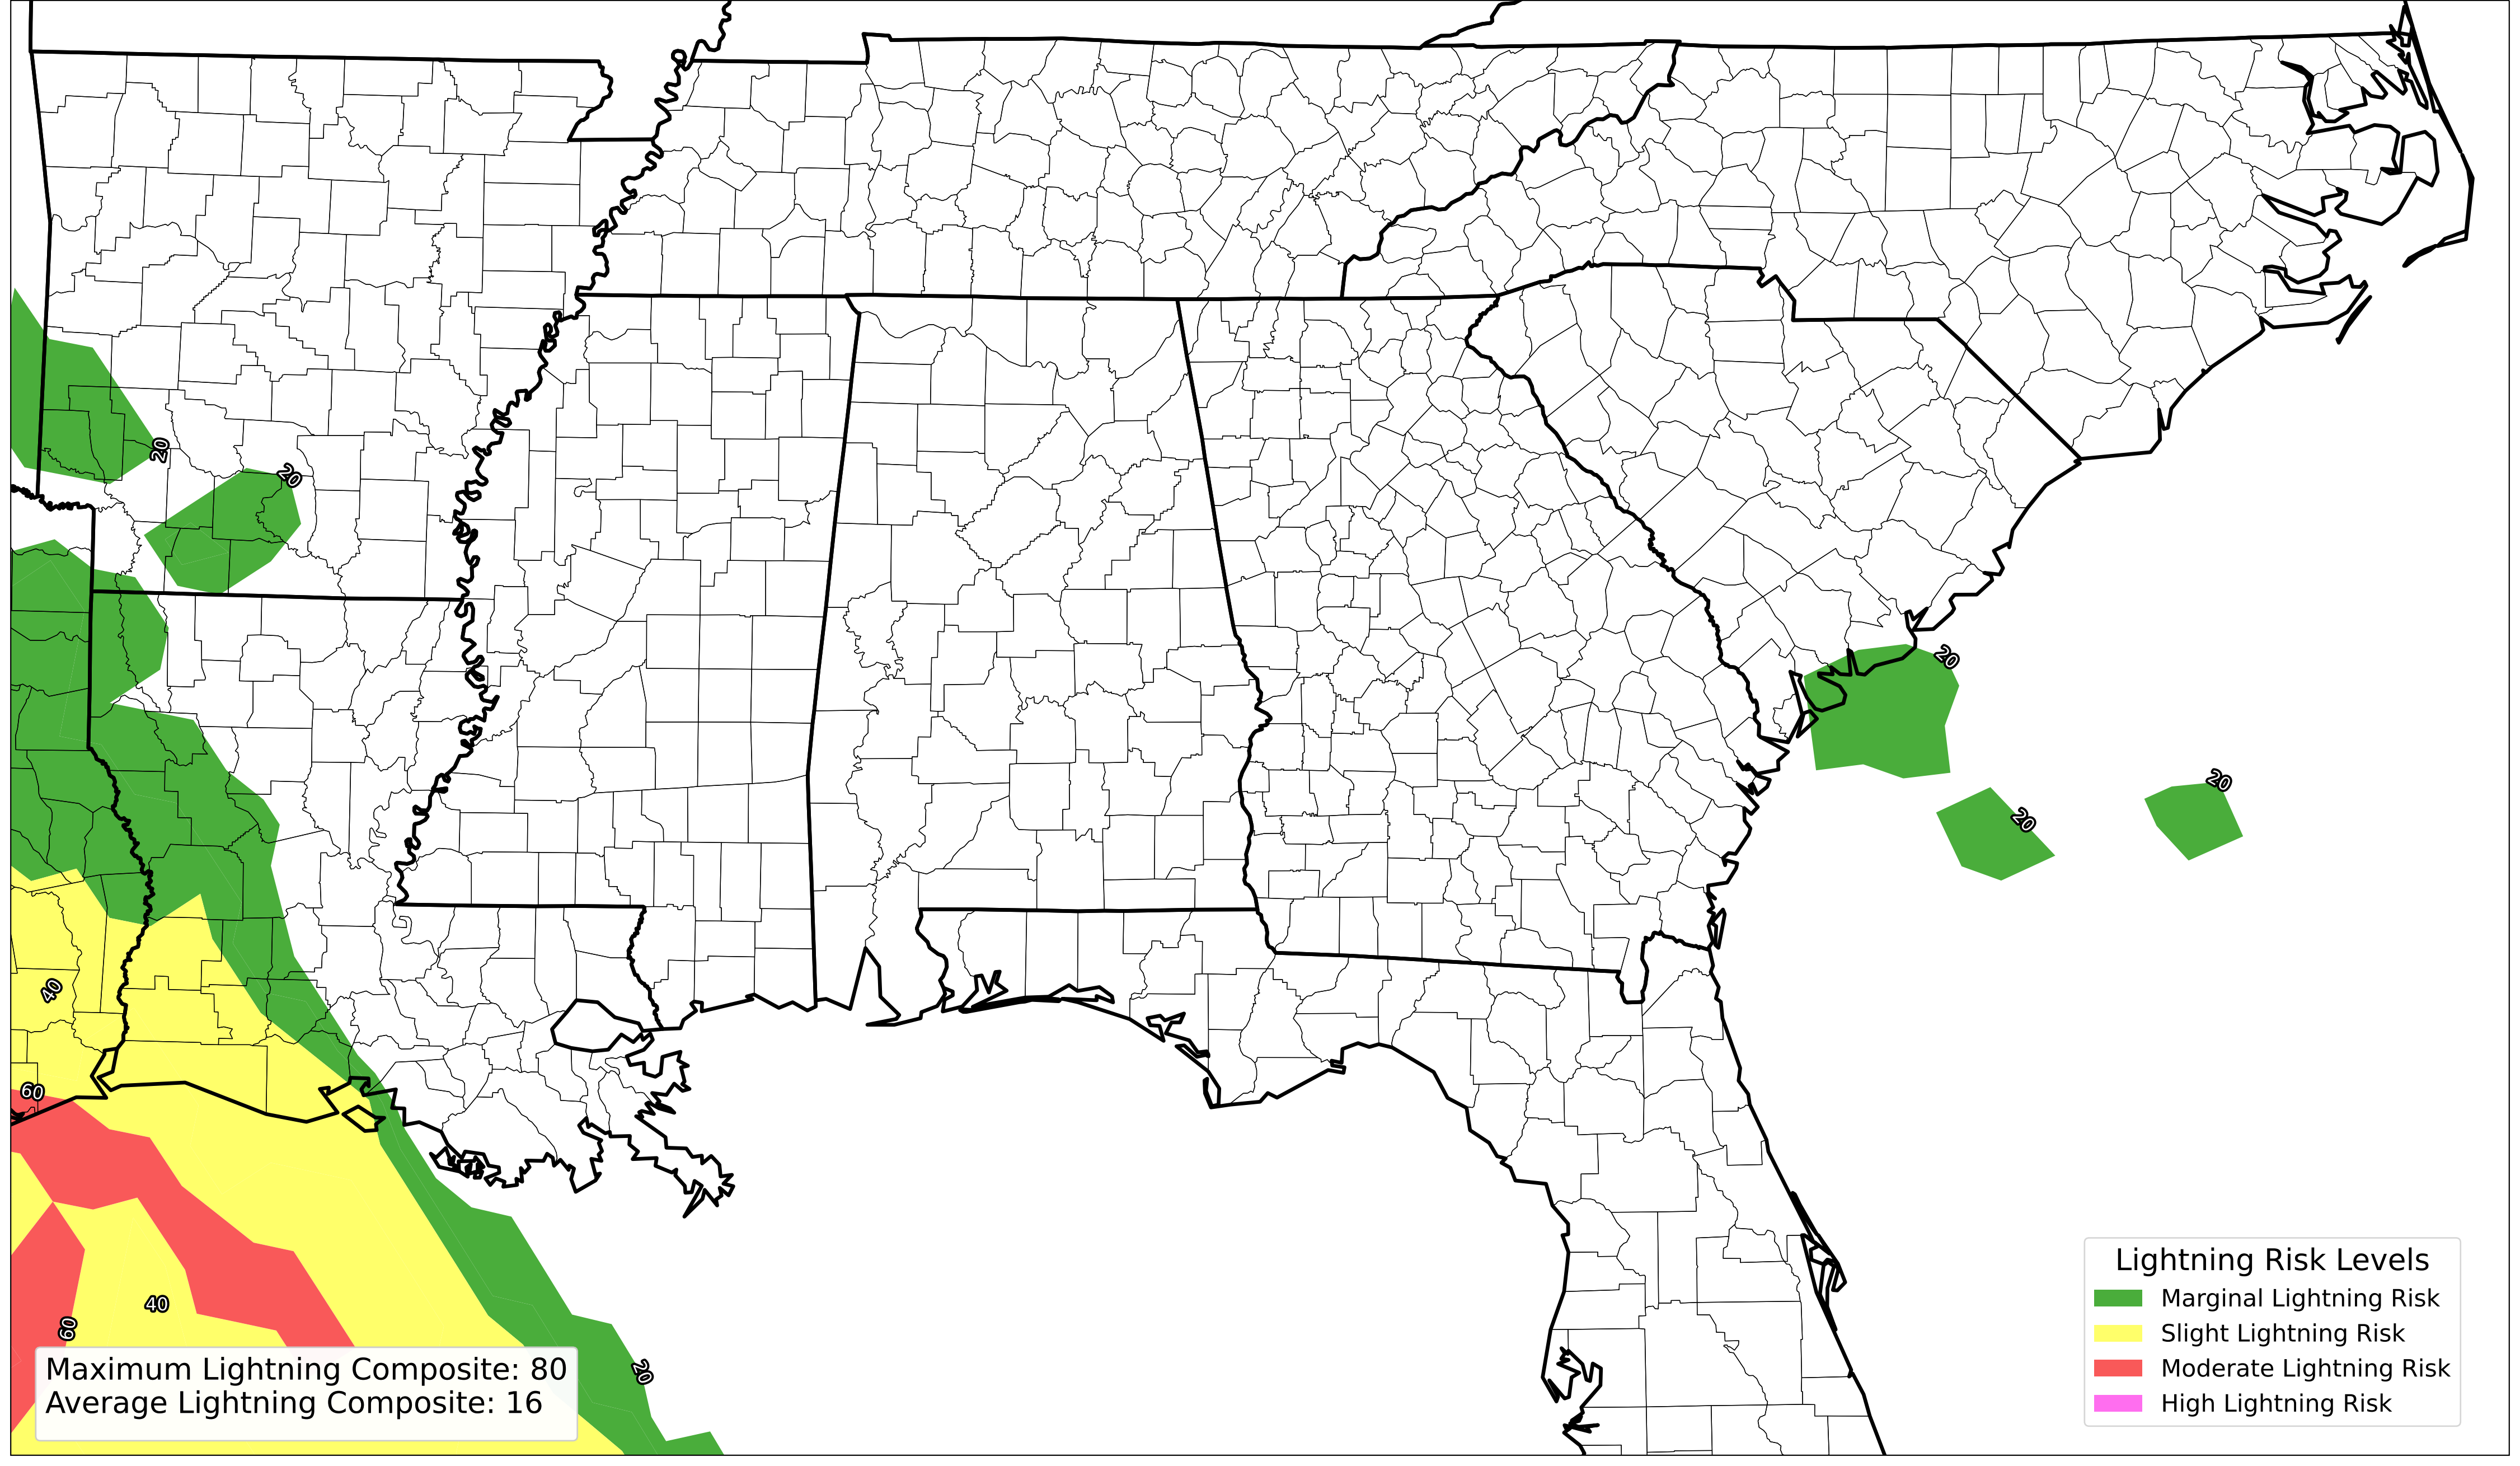 20
20
20
20
20
40
60
40
60
20
Maximum Lightning Composite: 80
Average Lightning Composite: 16
Lightning Risk Levels
Marginal Lightning Risk
Slight Lightning Risk
Moderate Lightning Risk
High Lightning Risk